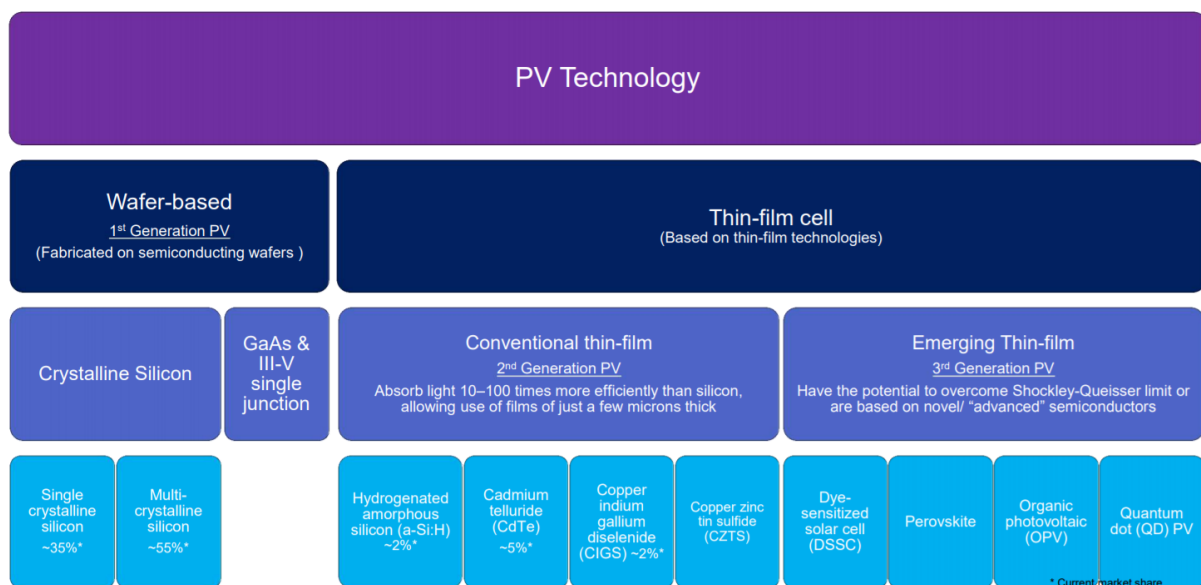 PV Technology
Wafer-based
1st Generation PV
(Fabricated on semiconducting wafers )
Thin-film cell
(Based on thin-film technologies)
Crystalline Silicon
GaAs &
III-V
single
junction
Conventional thin-film
2nd Generation PV
Absorb light 10–100 times more efficiently than silicon,
allowing use of films of just a few microns thick
Emerging Thin-film
3rd Generation PV
Have the potential to overcome Shockley-Queisser limit or
are based on novel/ “advanced” semiconductors
Single
crystalline
silicon
~35%*
Multi-
crystalline
silicon
~55%*
Hydrogenated
amorphous
silicon (a-Si:H)
~2%*
Cadmium
telluride
(CdTe)
~5%*
Copper
indium
gallium
diselenide
(CIGS) ~2%*
Copper zinc
tin sulfide
(CZTS)
Dye-
sensitized
solar cell
(DSSC)
Perovskite
Organic
photovoltaic
(OPV)
Quantum
dot (QD) PV
* Current market share